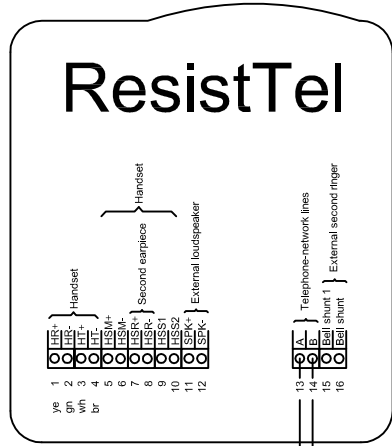 ResistTel
Handset
Handset
Second earpiece
External loudspeaker
Telephone-network lines
External second ringer
HR+
HR-
HT+
HT-
HSM+
HSM-
HSR+
HSR-
HSS1
HSS2
SPK+
SPK-
A
B
Bell shunt 1
Bell shunt
1 2 3 4 5 6 7 8 9 10 11 12 13 14 15 16
ye gn wh br